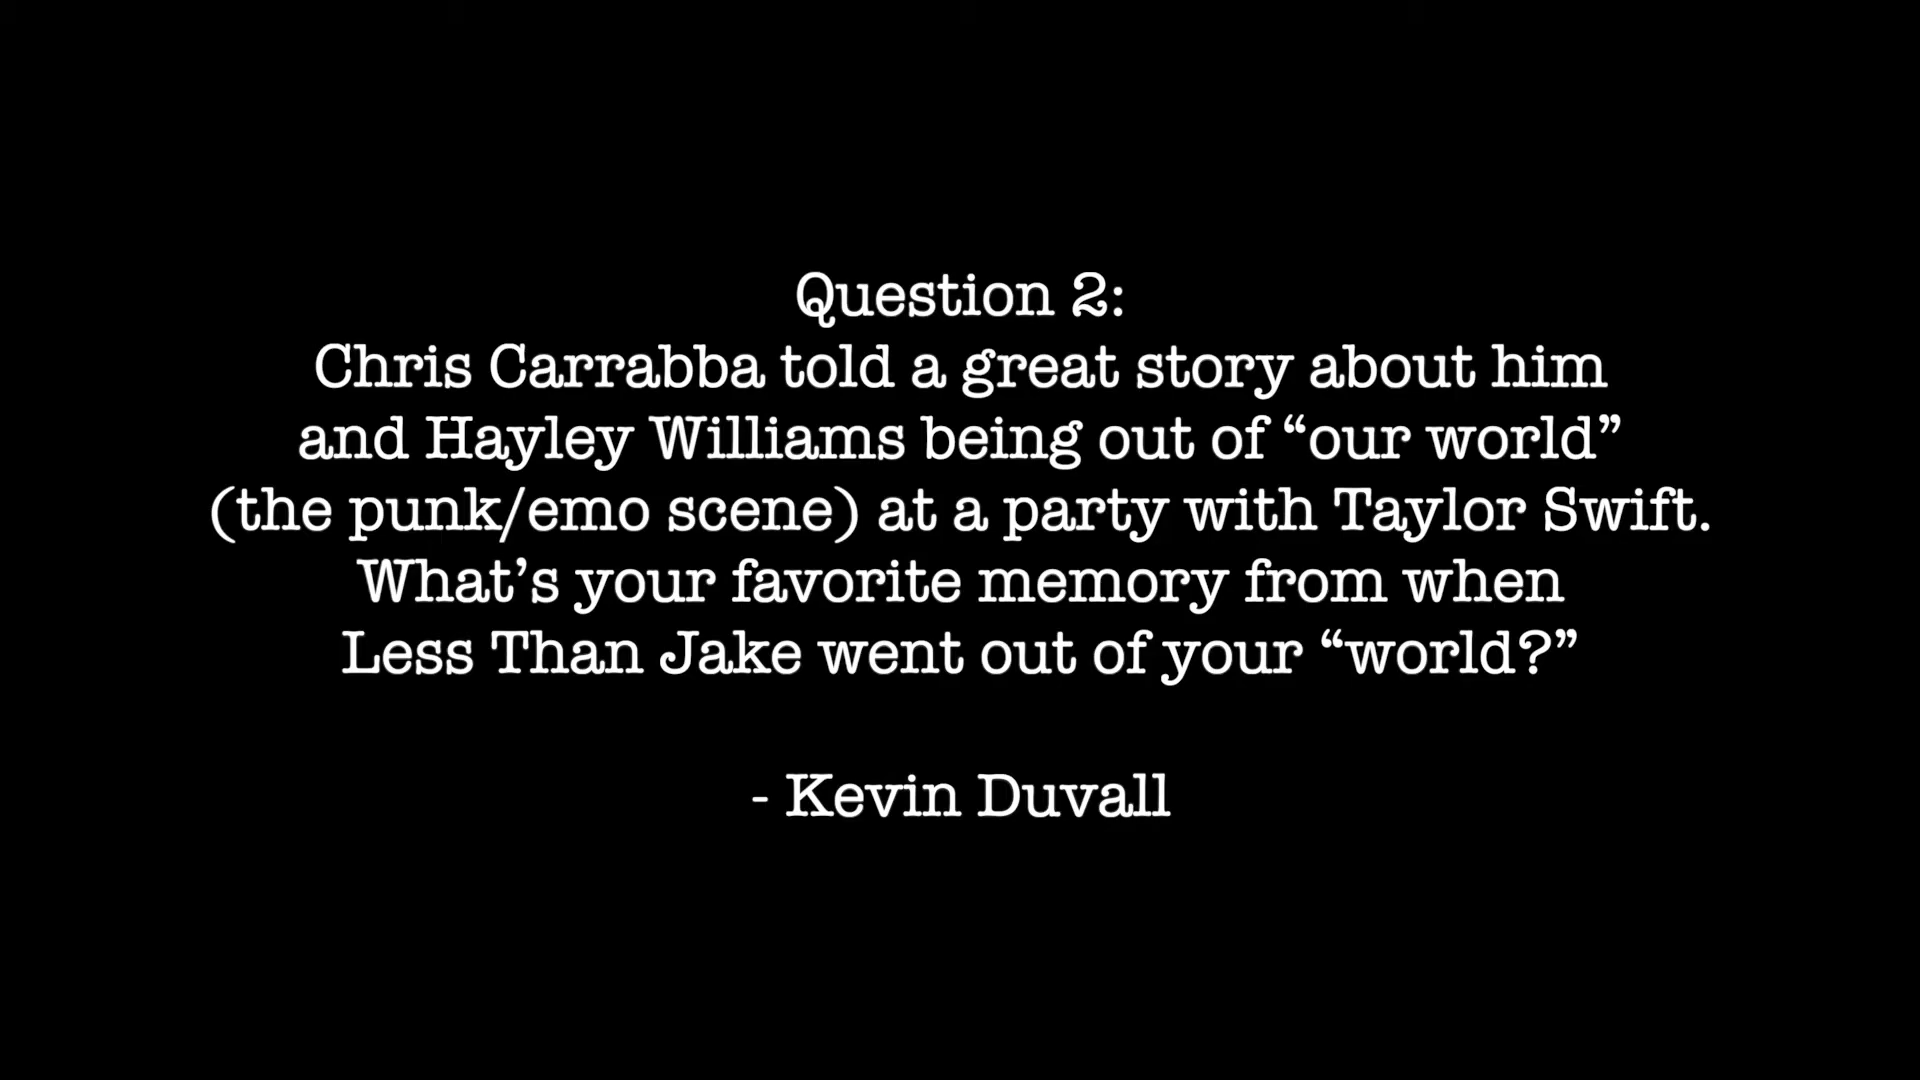 Question 2:
Chris Carrabba told a great story about him
and Hayley Williams being out of “our world”
(the punk/emo scene) at a party with Taylor Swift.
What’s your favorite memory from when
Less Than Jake went out of your “world?”
- Kevin Duvall